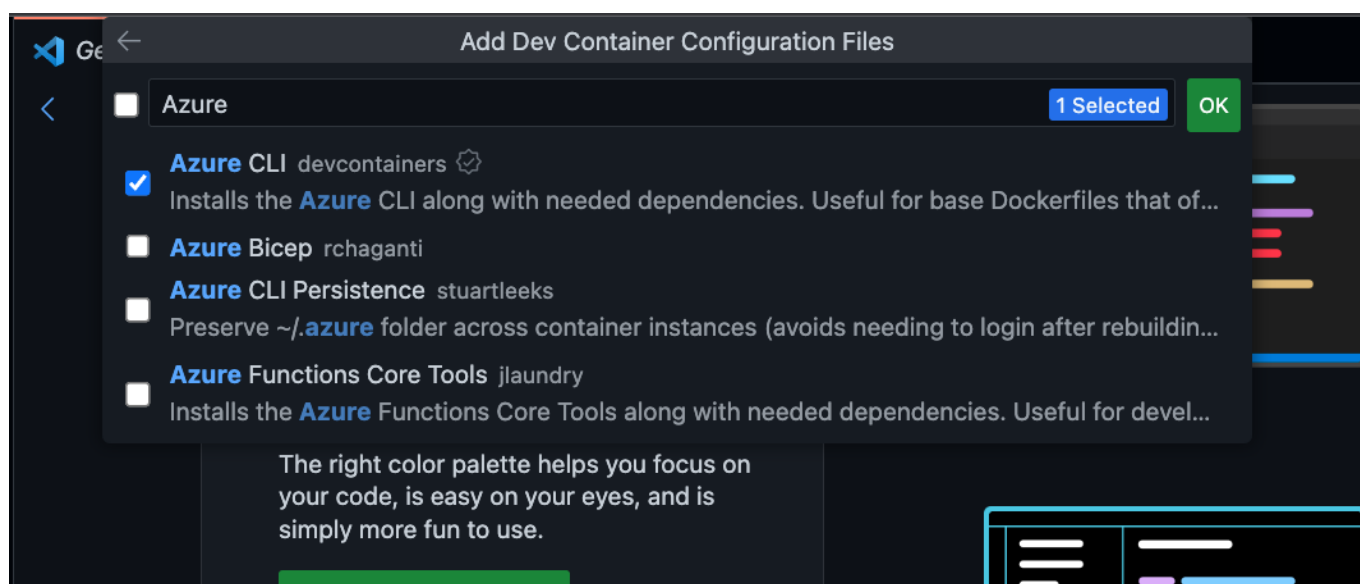 Ge
Add Dev Container Configuration Files
Azure
1 Selected
OK
Azure CLI devcontainers
Installs the Azure CLI along with needed dependencies. Useful for base Dockerfiles that of...
Azure Bicep rchaganti
Azure CLI Persistence stuartleeks
Preserve ~/.azure folder across container instances (avoids needing to login after rebuildin...
Azure Functions Core Tools jlaundry
Installs the Azure Functions Core Tools along with needed dependencies. Useful for devel...
The right color palette helps you focus on
your code, is easy on your eyes, and is
simply more fun to use.